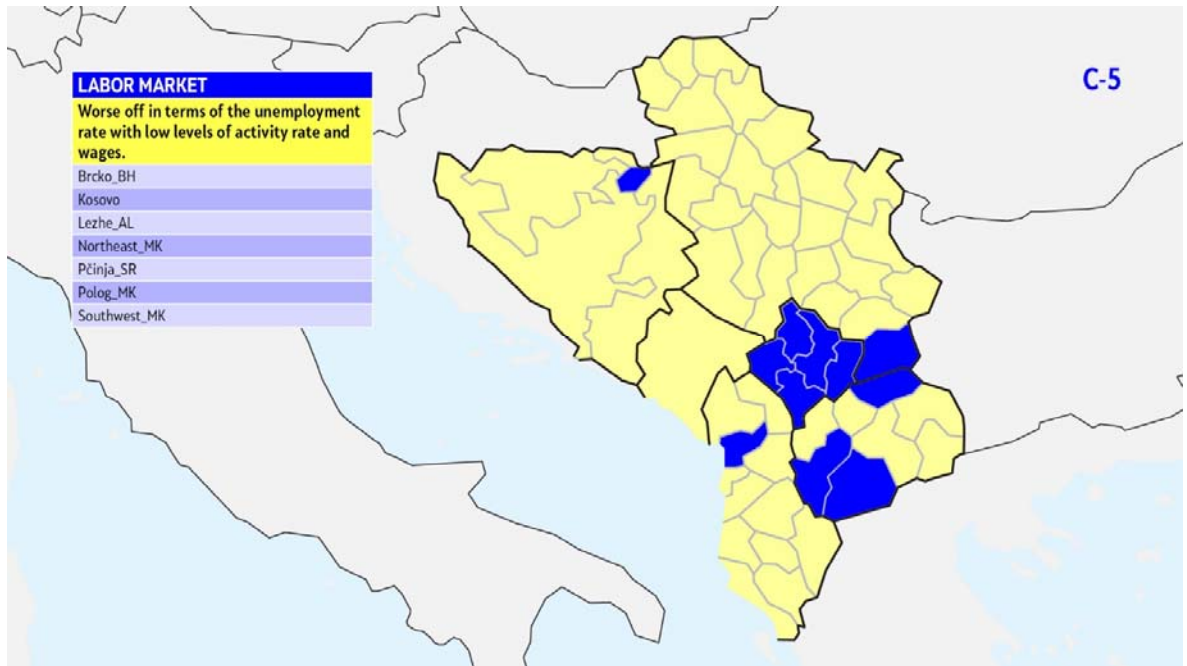 LABOR MARKET
Worse off in terms of the unemployment
rate with low levels of activity rate and
wages.
Brcko_BH
Kosovo
Lezhe_AL
Northeast_MK
Pčinja_SR
Polog_MK
Southwest_MK
C-5